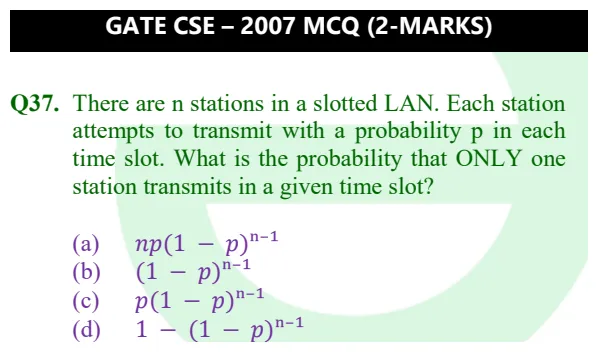 GATE CSE – 2007 MCQ (2-MARKS)
Q37. There are n stations in a slotted LAN. Each station
attempts to transmit with a probability p in each
time slot. What is the probability that ONLY one
station transmits in a given time slot?
(a) 𝑛𝑝(1 − 𝑝)ⁿ⁻¹
(b) (1 − 𝑝)ⁿ⁻¹
(c) 𝑝(1 − 𝑝)ⁿ⁻¹
(d) 1 − (1 − 𝑝)ⁿ⁻¹